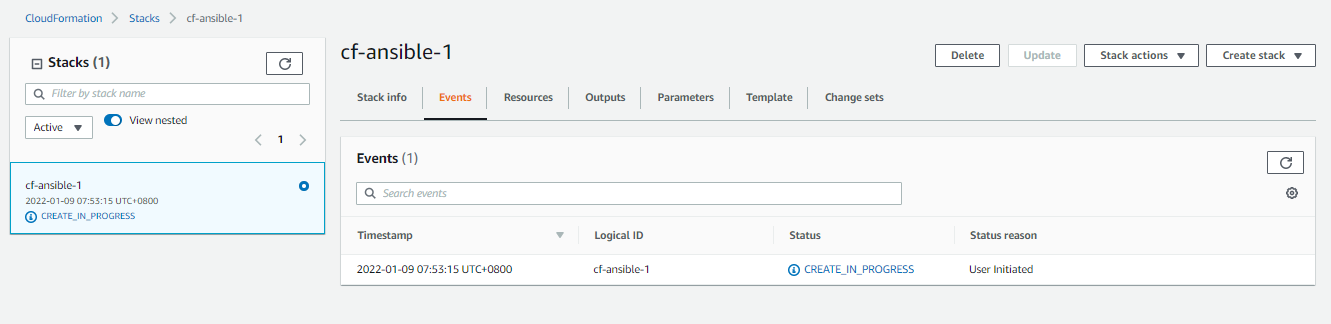 CloudFormation > Stacks > cf-ansible-1
Stacks (1)
Filter by stack name
Active
View nested
1
cf-ansible-1
2022-01-09 07:53:15 UTC+0800
CREATE_IN_PROGRESS
cf-ansible-1
Delete Update Stack actions Create stack
Stack info Events Resources Outputs Parameters Template Change sets
Events (1)
Search events
Timestamp Logical ID Status Status reason
2022-01-09 07:53:15 UTC+0800 cf-ansible-1 CREATE_IN_PROGRESS User Initiated